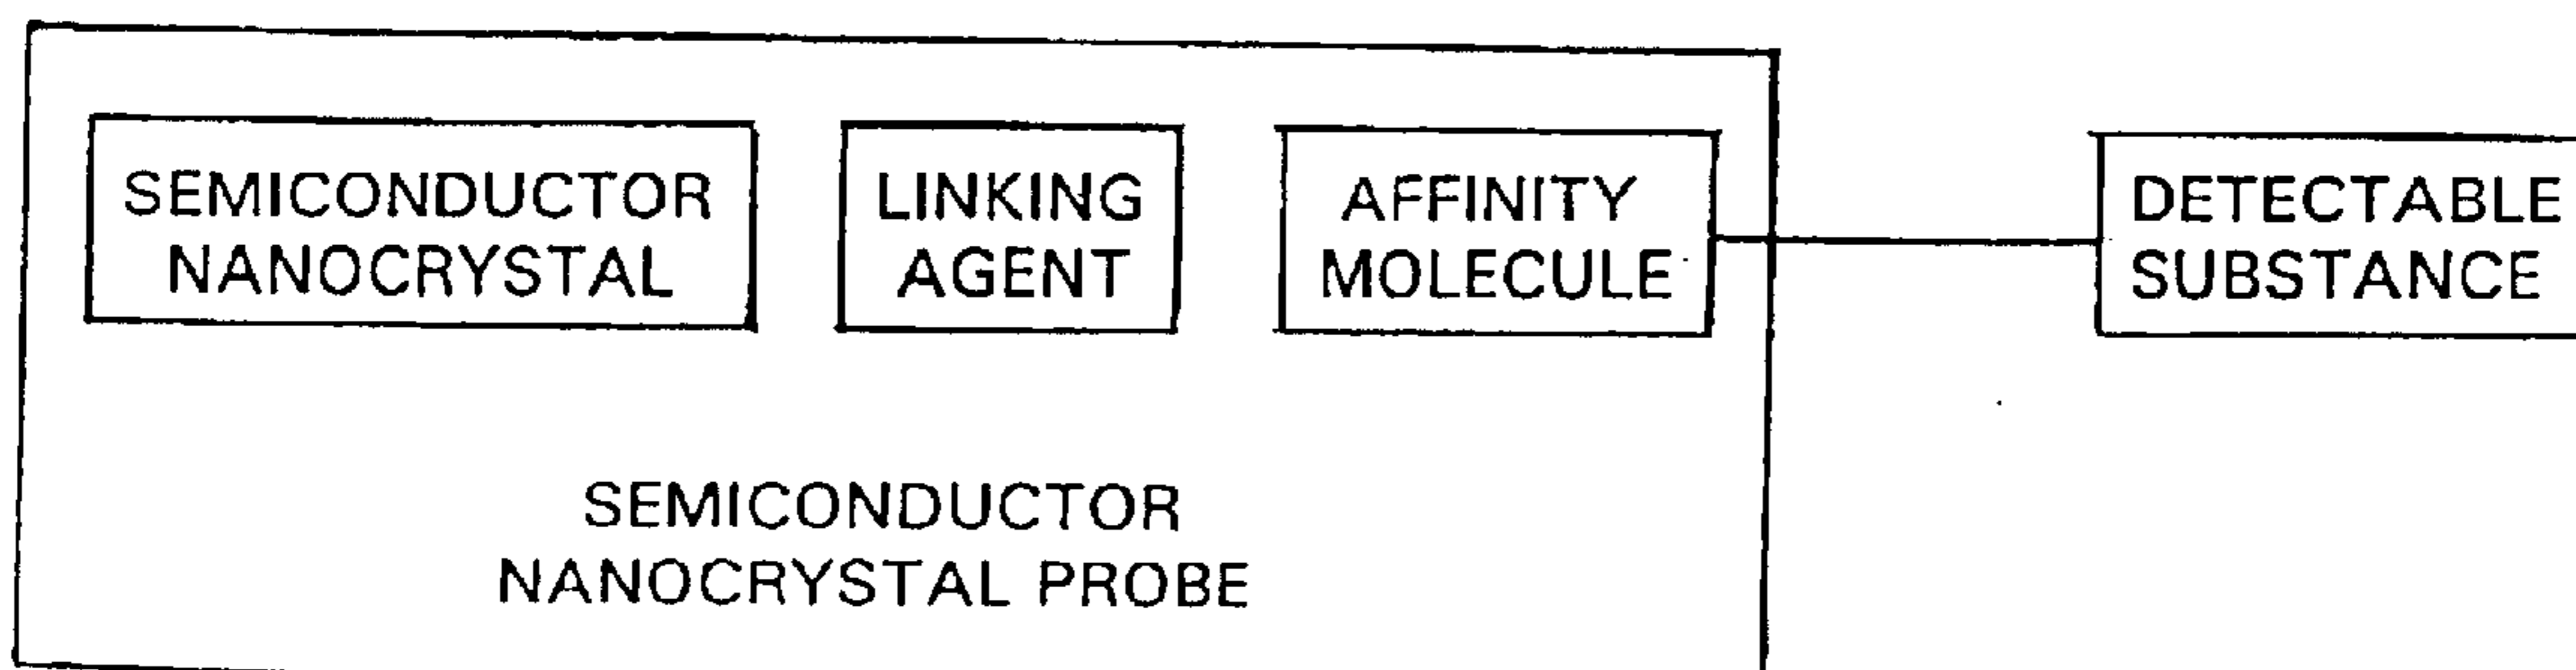 SEMICONDUCTOR
NANOCRYSTAL
LINKING
AGENT
AFFINITY
MOLECULE
DETECTABLE
SUBSTANCE
SEMICONDUCTOR
NANOCRYSTAL PROBE